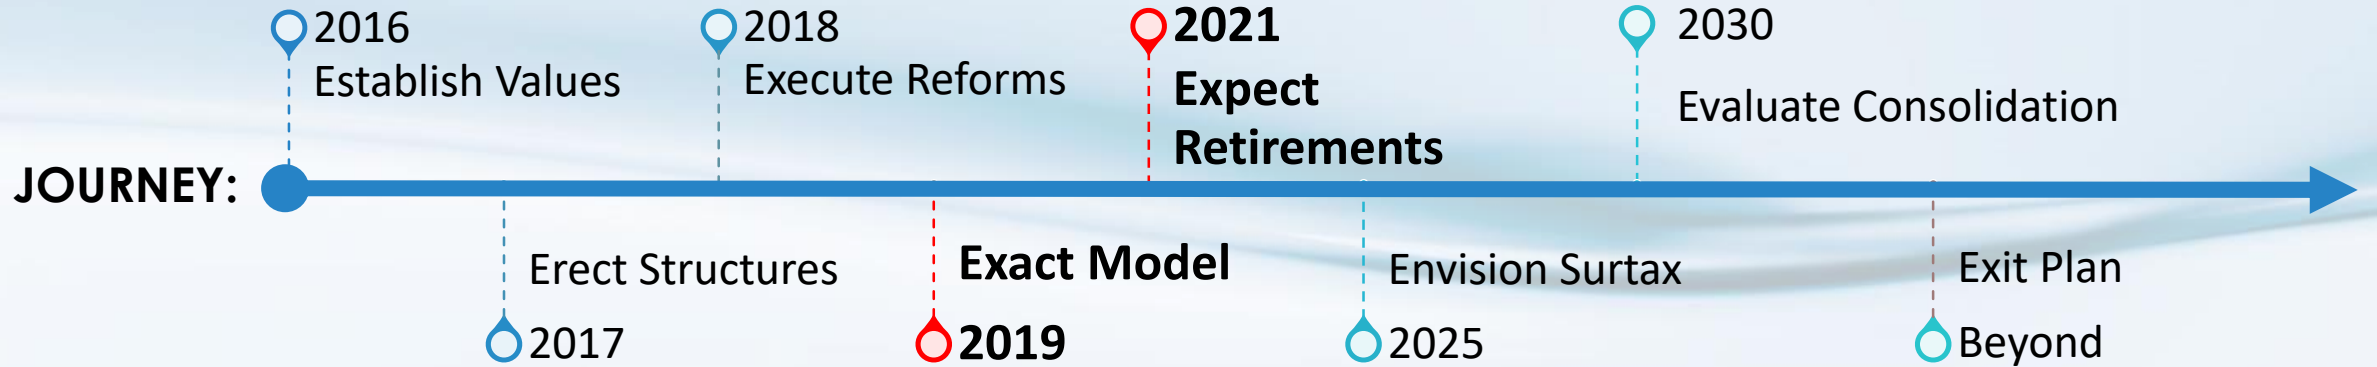 JOURNEY:
2016
Establish Values
Erect Structures
2017
2018
Execute Reforms
Exact Model
2019
2021
Expect
Retirements
Envision Surtax
2025
2030
Evaluate Consolidation
Exit Plan
Beyond